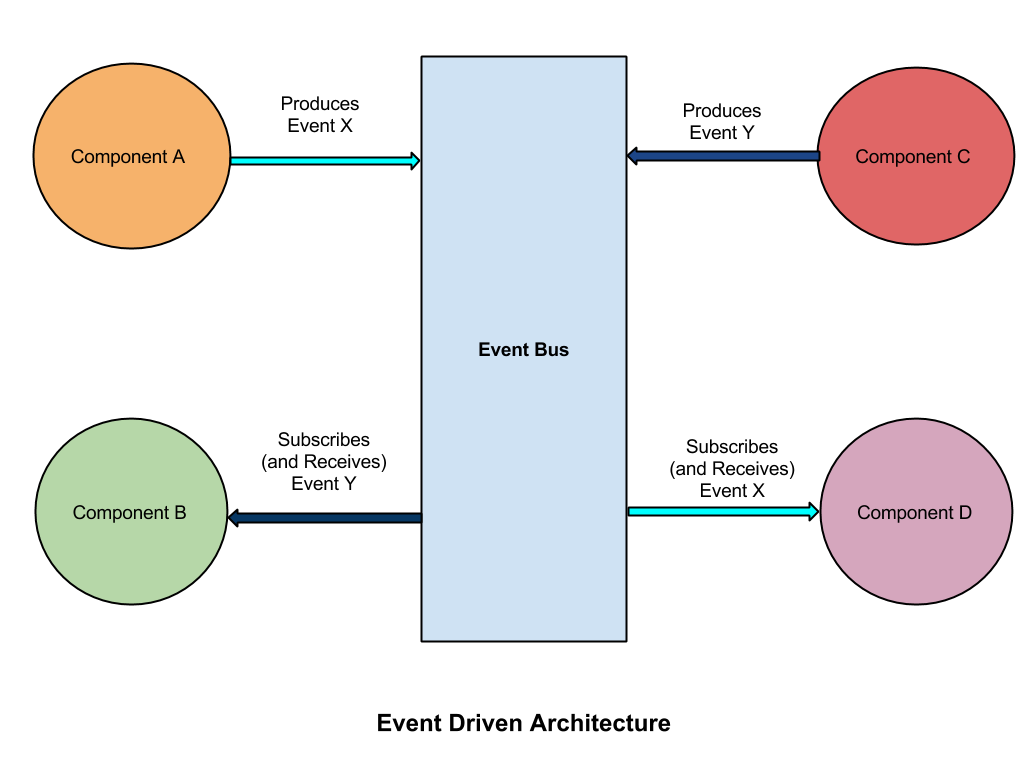 Produces
Event X
Component A
Produces
Event Y
Component C
Event Bus
Subscribes
(and Receives)
Event Y
Component B
Subscribes
(and Receives)
Event X
Component D
Event Driven Architecture